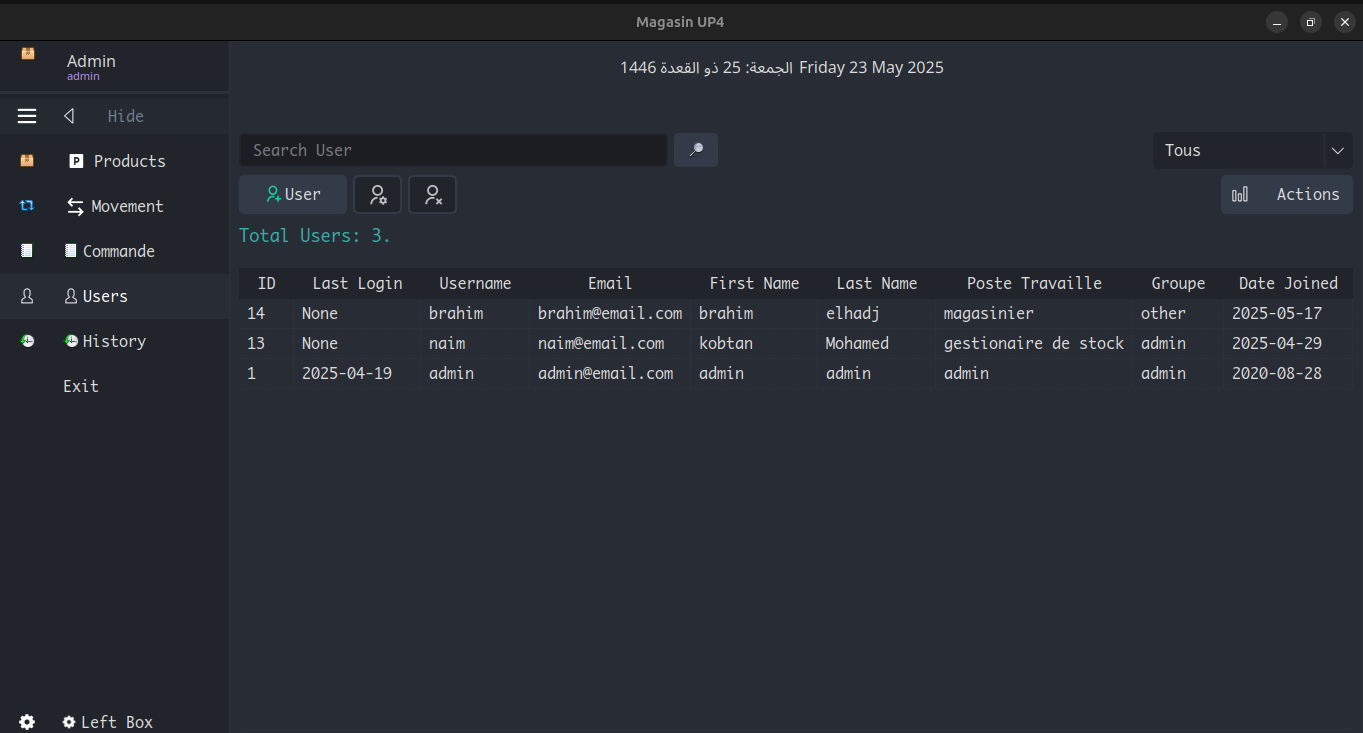 Magasin UP4
Admin
admin
الجمعة: 25 ذو القعدة 1446 Friday 23 May 2025
Hide
Products
Movement
Commande
Users
History
Exit
Left Box
Search User
Tous
User
Actions
Total Users: 3.
ID Last Login Username Email First Name Last Name Poste Travaille Groupe Date Joined
14 None brahim brahim@email.com brahim elhadj magasinier other 2025-05-17
13 None naim naim@email.com kobtan Mohamed gestionaire de stock admin 2025-04-29
1 2025-04-19 admin admin@email.com admin admin admin admin 2020-08-28